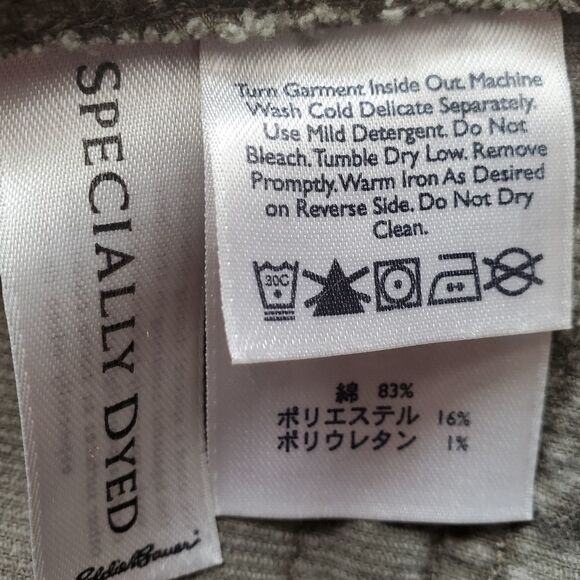 SPECIALLY DYED
Eddie Bauer
Turn Garment Inside Out. Machine
Wash Cold Delicate Separately.
Use Mild Detergent. Do Not
Bleach. Tumble Dry Low. Remove
Promptly. Warm Iron As Desired
on Reverse Side. Do Not Dry
Clean.
30C
綿 83%
ポリエステル 16%
ポリウレタン 1%